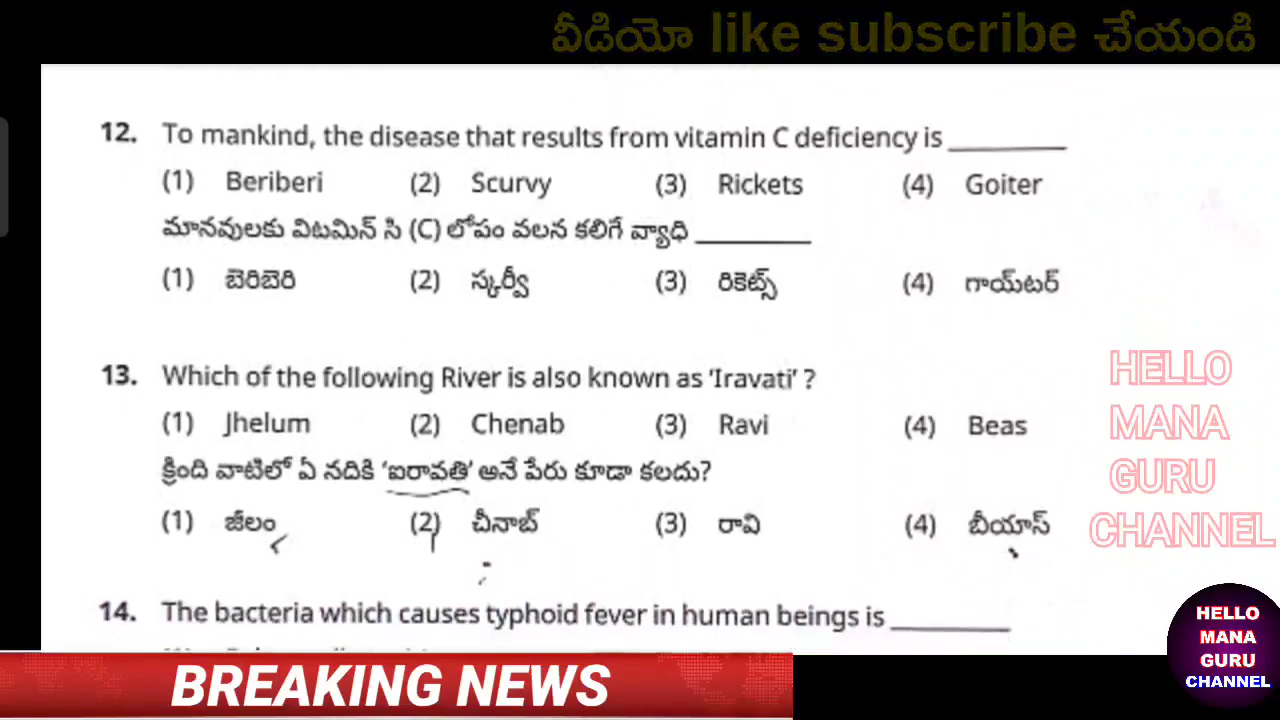 వీడియో like subscribe చేయండి
12. To mankind, the disease that results from vitamin C deficiency is ________
(1) Beriberi (2) Scurvy (3) Rickets (4) Goiter
మానవులకు విటమిన్ సి (C) లోపం వలన కలిగే వ్యాధి ________
(1) బెరిబెరి (2) స్కర్వీ (3) రికెట్స్ (4) గాయ్‌టర్
13. Which of the following River is also known as ‘Iravati’ ?
(1) Jhelum (2) Chenab (3) Ravi (4) Beas
క్రింది వాటిలో ఏ నదికి ‘ఐరావతి’ అనే పేరు కూడా కలదు?
(1) జీలం (2) చీనాబ్ (3) రావి (4) బీయాస్
14. The bacteria which causes typhoid fever in human beings is ________
HELLO
MANA
GURU
CHANNEL
HELLO
MANA
GURU
CHANNEL
BREAKING NEWS